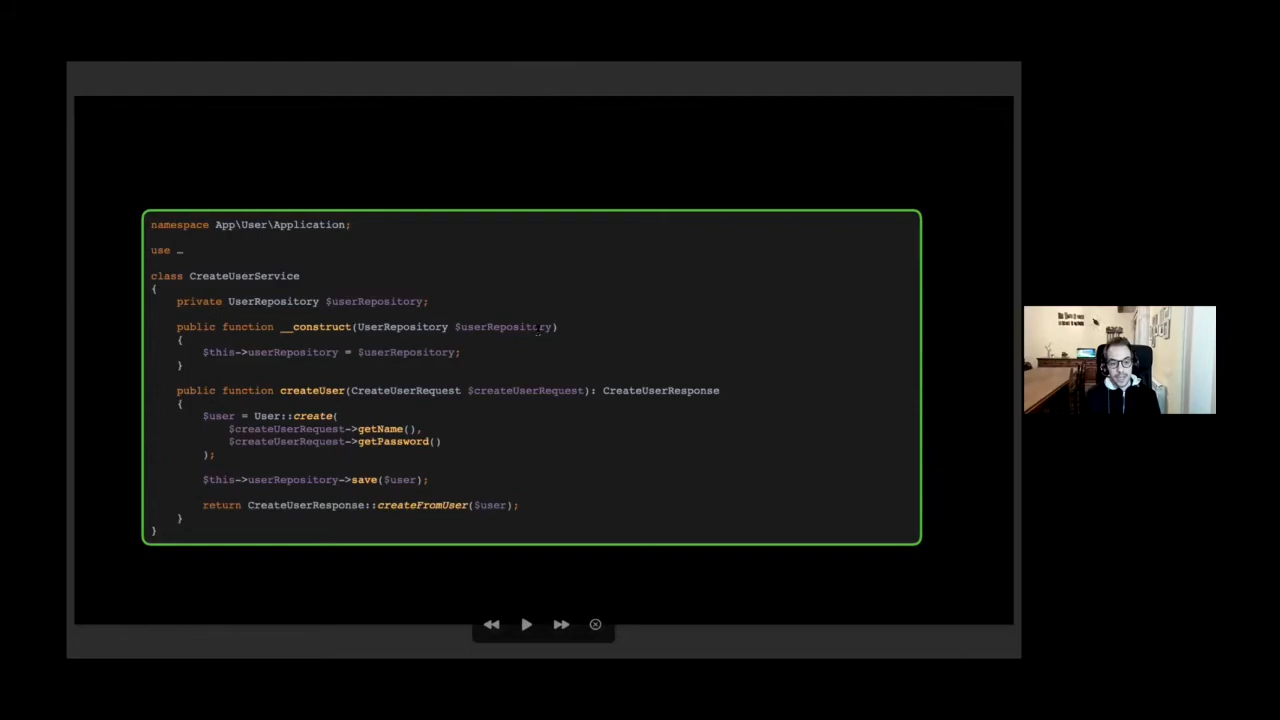 namespace App\User\Application;
use …
class CreateUserService
{
private UserRepository $userRepository;
public function __construct(UserRepository $userRepository)
{
$this->userRepository = $userRepository;
}
public function createUser(CreateUserRequest $createUserRequest): CreateUserResponse
{
$user = User::create(
$createUserRequest->getName(),
$createUserRequest->getPassword()
);
$this->userRepository->save($user);
return CreateUserResponse::createFromUser($user);
}
}